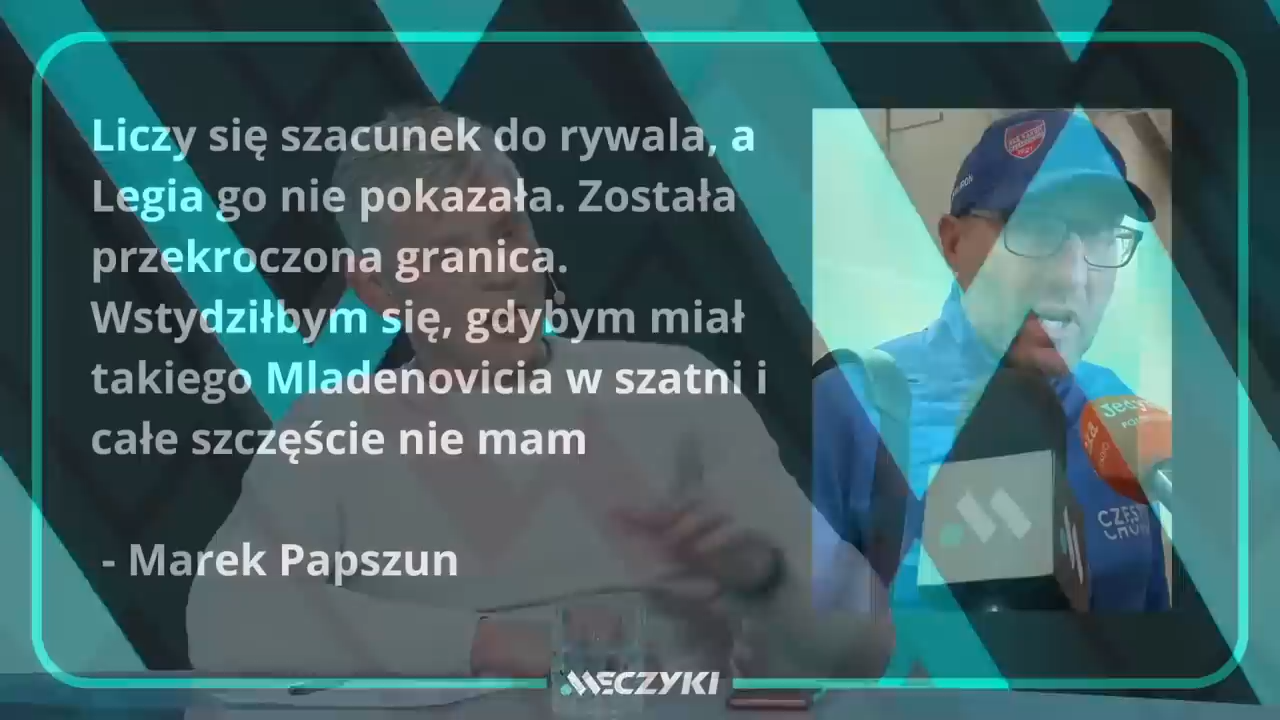 Liczy się szacunek do rywala, a
Legia go nie pokazała. Została
przekroczona granica.
Wstydziłbym się, gdybym miał
takiego Mladenovicia w szatni i
całe szczęście nie mam
- Marek Papszun
MECZYKI